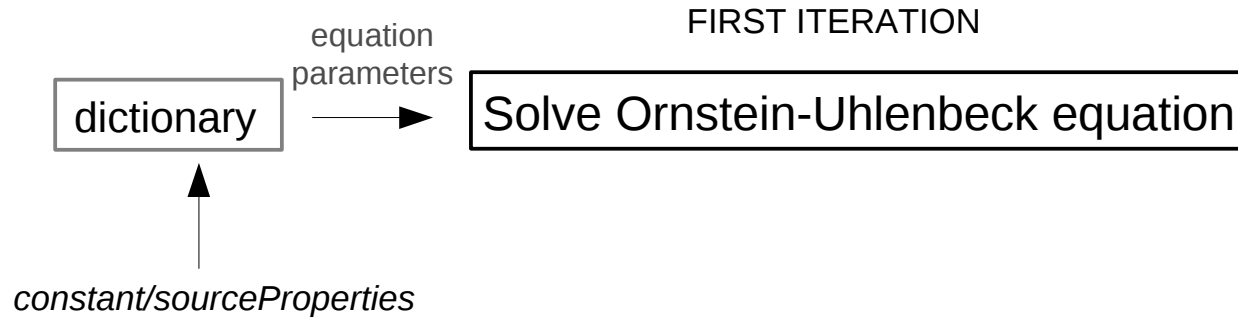 FIRST ITERATION
equation
parameters
dictionary
Solve Ornstein-Uhlenbeck equation
constant/sourceProperties